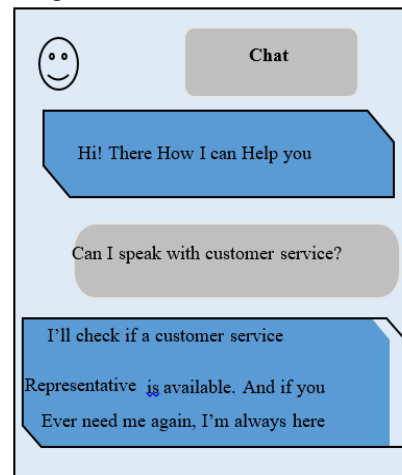 Chat
Hi! There How I can Help you
Can I speak with customer service?
I'll check if a customer service
Representative is available. And if you
Ever need me again, I'm always here